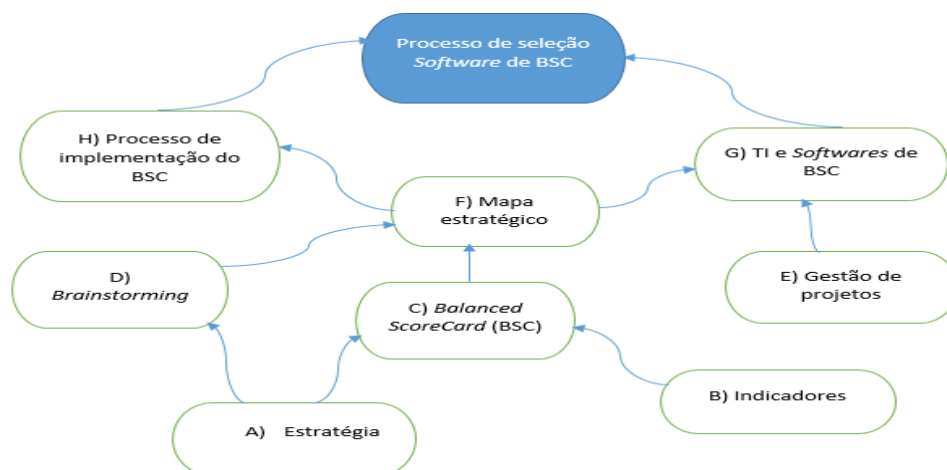 Processo de seleção
Software de BSC
H) Processo de
implementação do
BSC
G) TI e Softwares de
BSC
F) Mapa
estratégico
D)
Brainstorming
E) Gestão de
projetos
C) Balanced
ScoreCard (BSC)
B) Indicadores
A) Estratégia